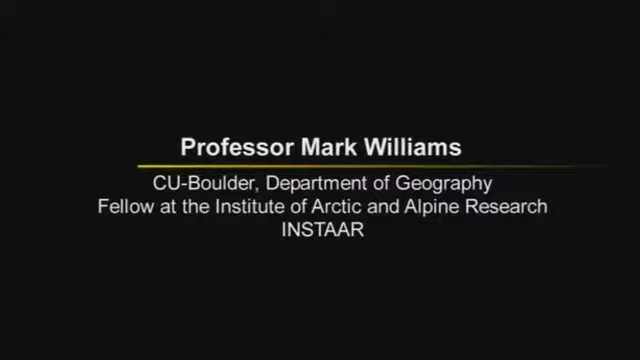 Professor Mark Williams
CU-Boulder, Department of Geography
Fellow at the Institute of Arctic and Alpine Research
INSTAAR